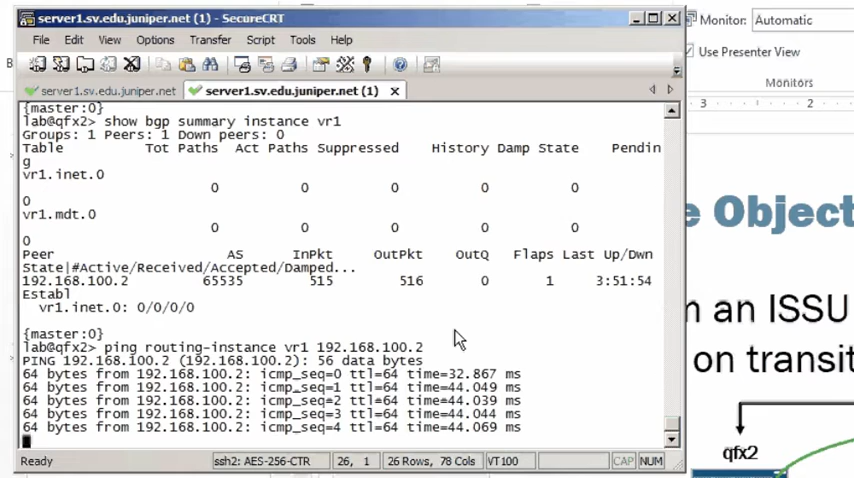 server1.sv.edu.juniper.net (1) - SecureCRT
File Edit View Options Transfer Script Tools Help
server1.sv.edu.juniper.net server1.sv.edu.juniper.net (1)
{master:0}
lab@qfx2> show bgp summary instance vr1
Groups: 1 Peers: 1 Down peers: 0
Table Tot Paths Act Paths Suppressed History Damp State Pendin
g
vr1.inet.0
0 0 0 0 0
0
vr1.mdt.0
0 0 0 0 0
0
Peer AS InPkt OutPkt OutQ Flaps Last Up/Dwn
State|#Active/Received/Accepted/Damped...
192.168.100.2 65535 515 516 0 1 3:51:54
Establ
vr1.inet.0: 0/0/0/0
{master:0}
lab@qfx2> ping routing-instance vr1 192.168.100.2
PING 192.168.100.2 (192.168.100.2): 56 data bytes
64 bytes from 192.168.100.2: icmp_seq=0 ttl=64 time=32.867 ms
64 bytes from 192.168.100.2: icmp_seq=1 ttl=64 time=44.049 ms
64 bytes from 192.168.100.2: icmp_seq=2 ttl=64 time=44.039 ms
64 bytes from 192.168.100.2: icmp_seq=3 ttl=64 time=44.044 ms
64 bytes from 192.168.100.2: icmp_seq=4 ttl=64 time=44.069 ms
Ready ssh2: AES-256-CTR 26, 1 26 Rows, 78 Cols VT100 CAP NUM
Monitor: Automatic
Use Presenter View
Monitors
3 2
e Object
m an ISSU
on transit
qfx2